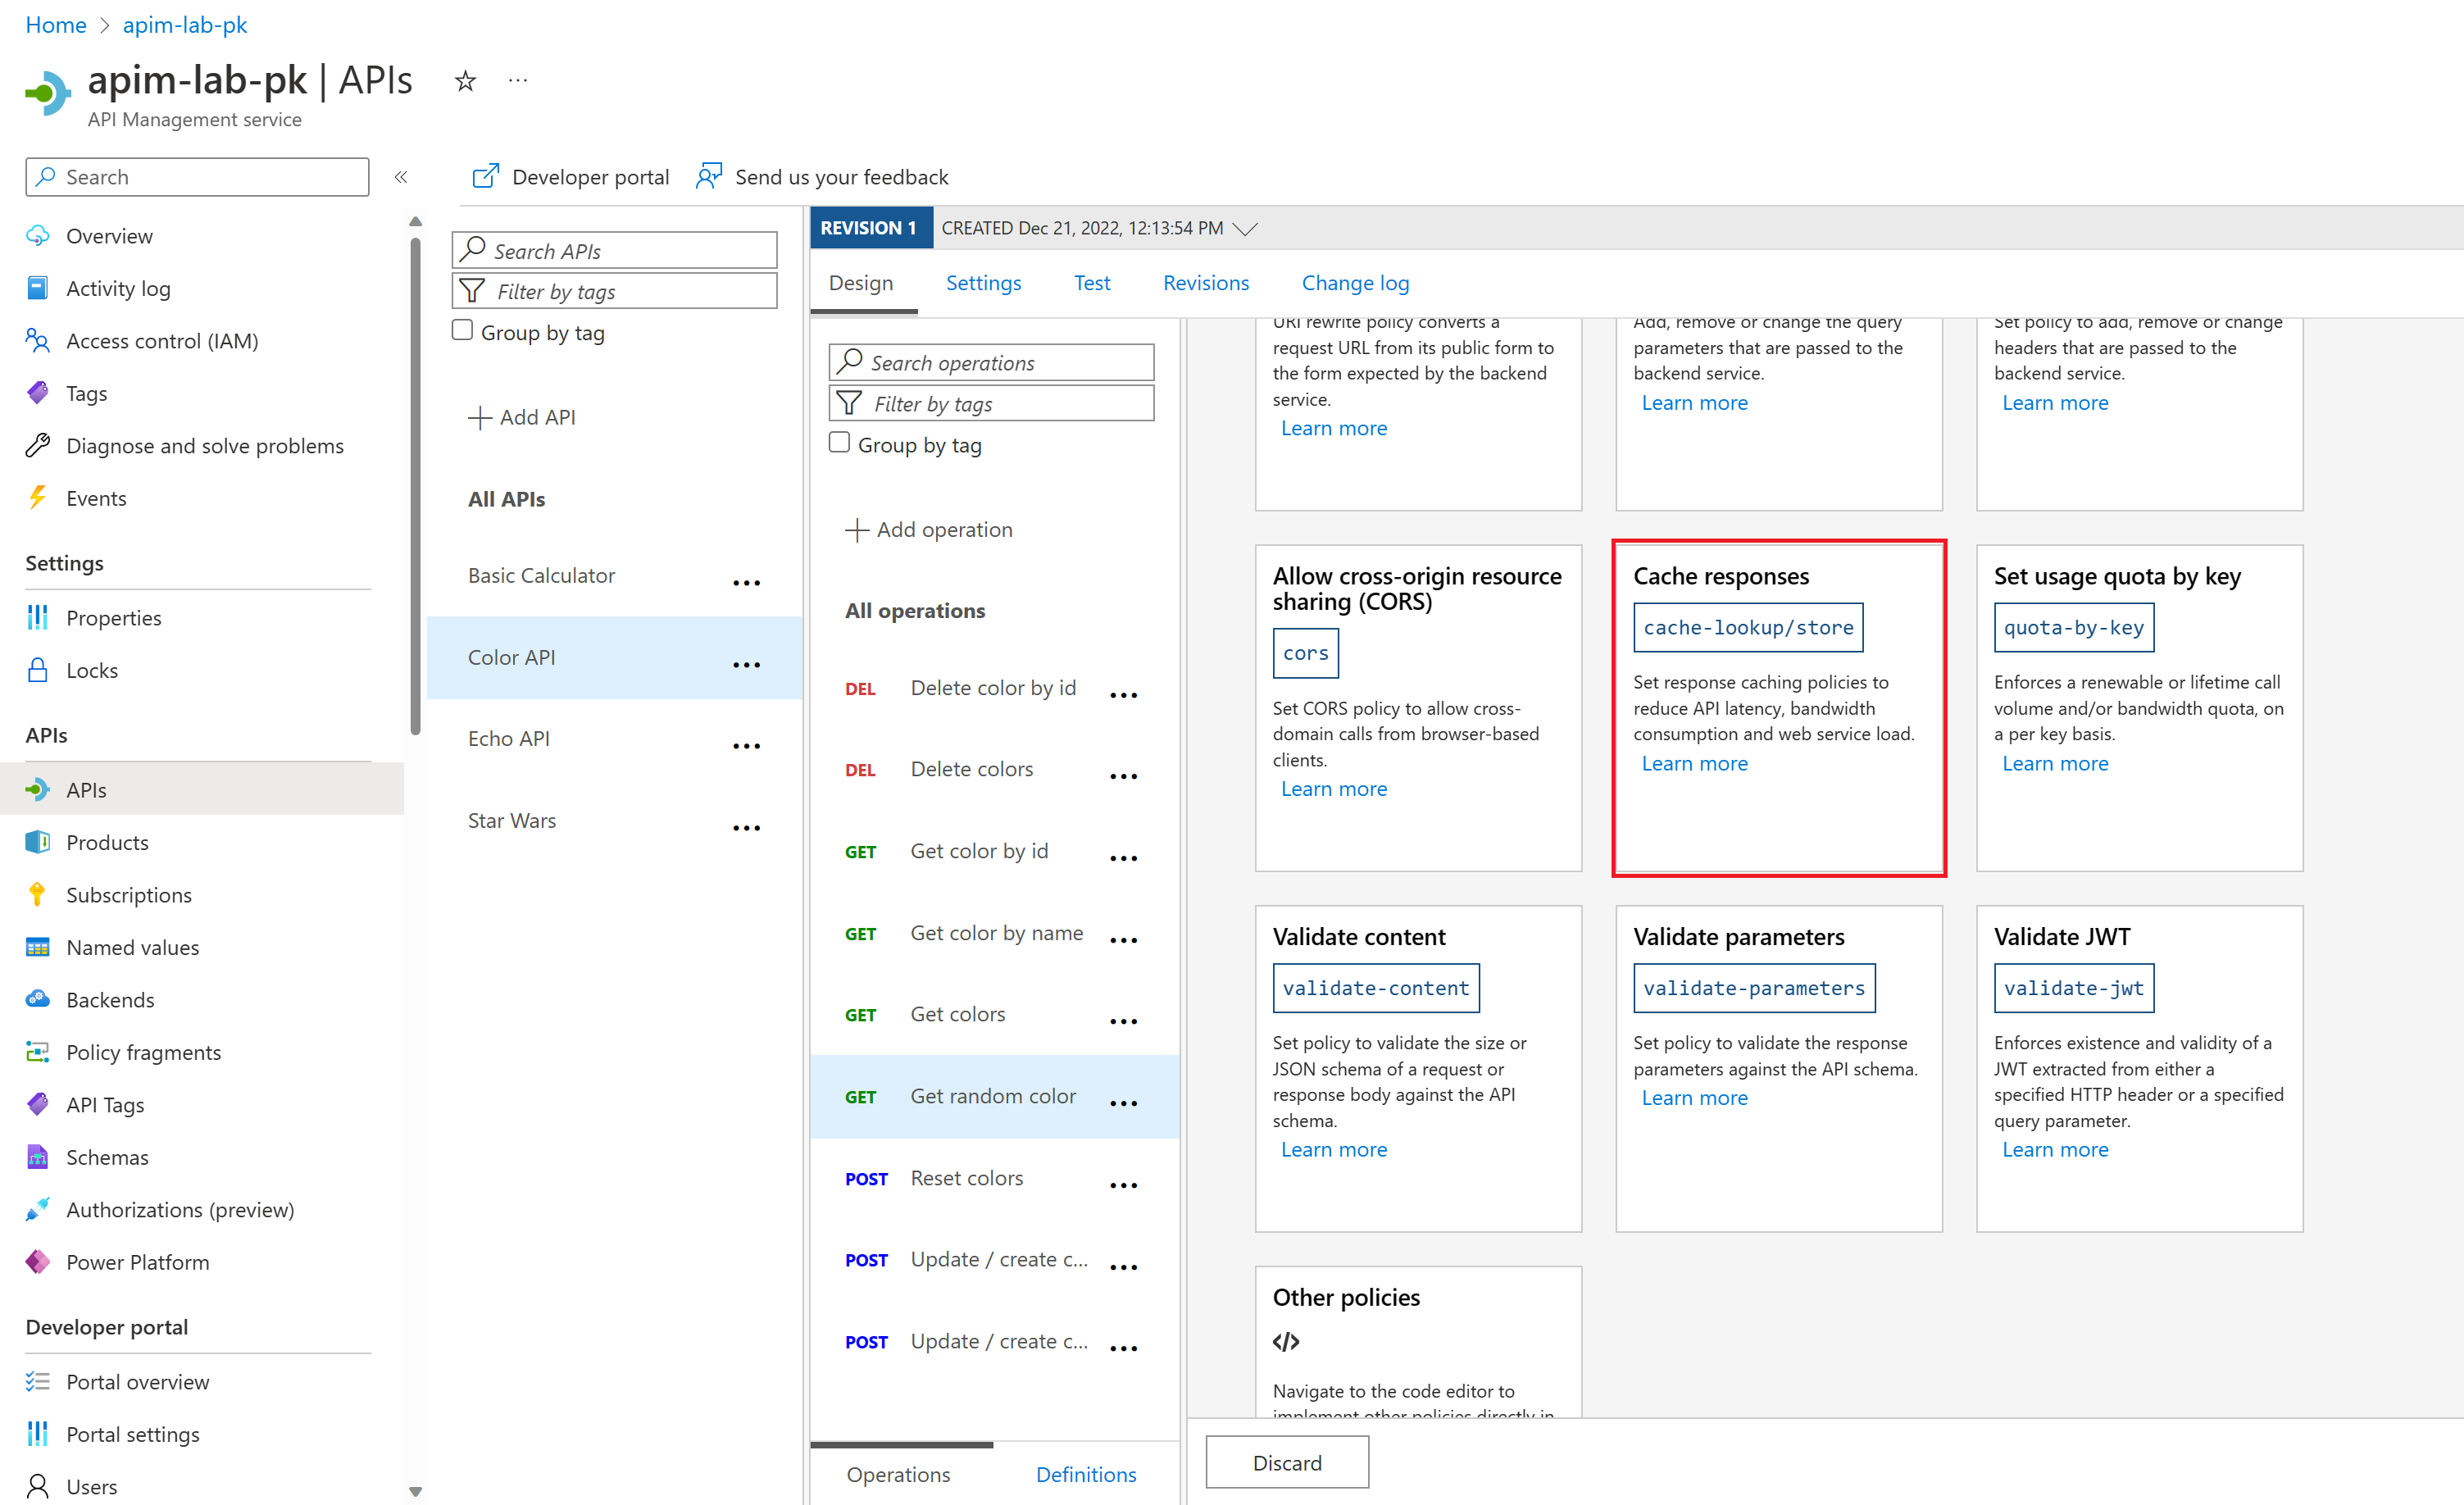 Home > apim-lab-pk
apim-lab-pk | APIs
...
API Management service
Search
«
Overview
Activity log
Access control (IAM)
Tags
Diagnose and solve problems
Events
Settings
Properties
Locks
APIs
APIs
Products
Subscriptions
Named values
Backends
Policy fragments
API Tags
Schemas
Authorizations (preview)
Power Platform
Developer portal
Portal overview
Portal settings
Users
Developer portal
Send us your feedback
Search APIs
Filter by tags
Group by tag
+ Add API
All APIs
Basic Calculator ...
Color API ...
Echo API ...
Star Wars ...
REVISION 1 CREATED Dec 21, 2022, 12:13:54 PM
Design Settings Test Revisions Change log
Search operations
Filter by tags
Group by tag
+ Add operation
All operations
DEL Delete color by id ...
DEL Delete colors ...
GET Get color by id ...
GET Get color by name ...
GET Get colors ...
GET Get random color ...
POST Reset colors ...
POST Update / create c... ...
POST Update / create c... ...
Operations Definitions
URI rewrite policy converts a
request URL from its public form to
the form expected by the backend
service.
Learn more
Add, remove or change the query
parameters that are passed to the
backend service.
Learn more
Set policy to add, remove or change
headers that are passed to the
backend service.
Learn more
Allow cross-origin resource
sharing (CORS)
cors
Set CORS policy to allow cross-
domain calls from browser-based
clients.
Learn more
Cache responses
cache-lookup/store
Set response caching policies to
reduce API latency, bandwidth
consumption and web service load.
Learn more
Set usage quota by key
quota-by-key
Enforces a renewable or lifetime call
volume and/or bandwidth quota, on
a per key basis.
Learn more
Validate content
validate-content
Set policy to validate the size or
JSON schema of a request or
response body against the API
schema.
Learn more
Validate parameters
validate-parameters
Set policy to validate the response
parameters against the API schema.
Learn more
Validate JWT
validate-jwt
Enforces existence and validity of a
JWT extracted from either a
specified HTTP header or a specified
query parameter.
Learn more
Other policies
</>
Navigate to the code editor to
implement other policies directly in
Discard